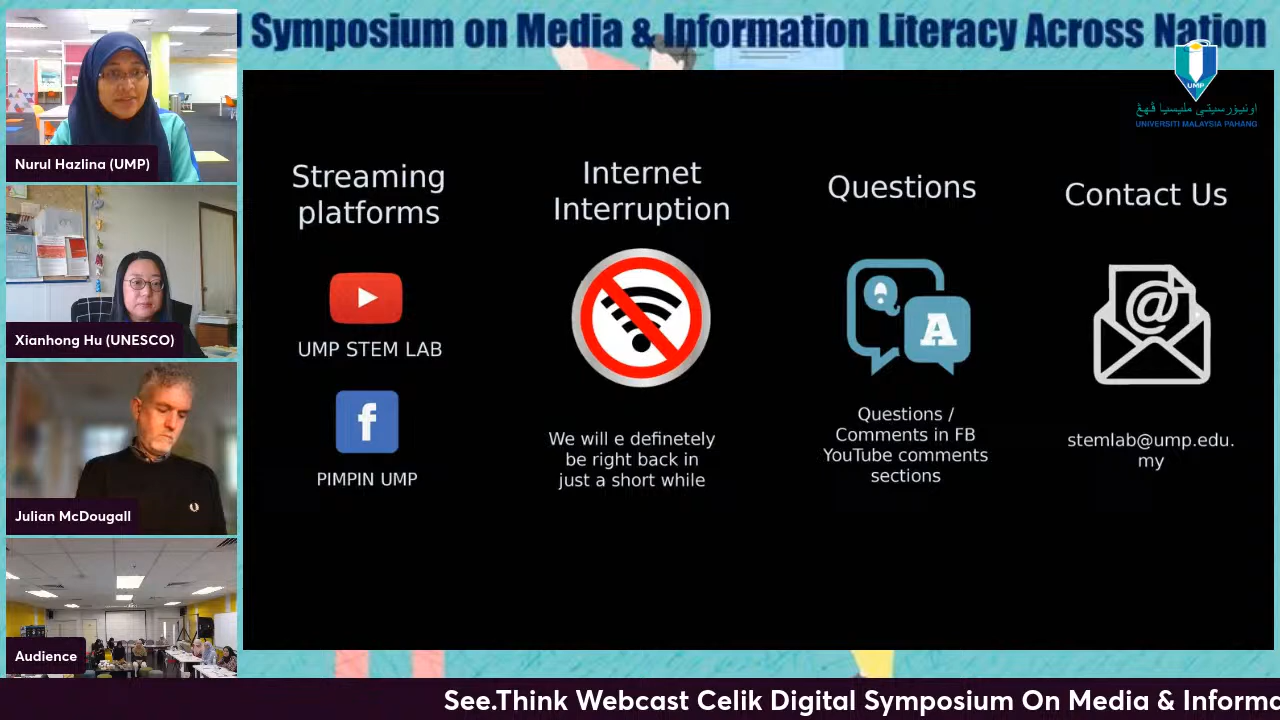 l Symposium on Media & Information Literacy Across Nation
UMP
اونيۏرسيتي مليسيا ڤهڠ
UNIVERSITI MALAYSIA PAHANG
Nurul Hazlina (UMP)
Xianhong Hu (UNESCO)
Julian McDougall
Audience
Streaming
platforms
UMP STEM LAB
f
PIMPIN UMP
Internet
Interruption
We will e definetely
be right back in
just a short while
Questions
Q
A
Questions /
Comments in FB
YouTube comments
sections
Contact Us
@
stemlab@ump.edu.
my
See.Think Webcast Celik Digital Symposium On Media & Informa